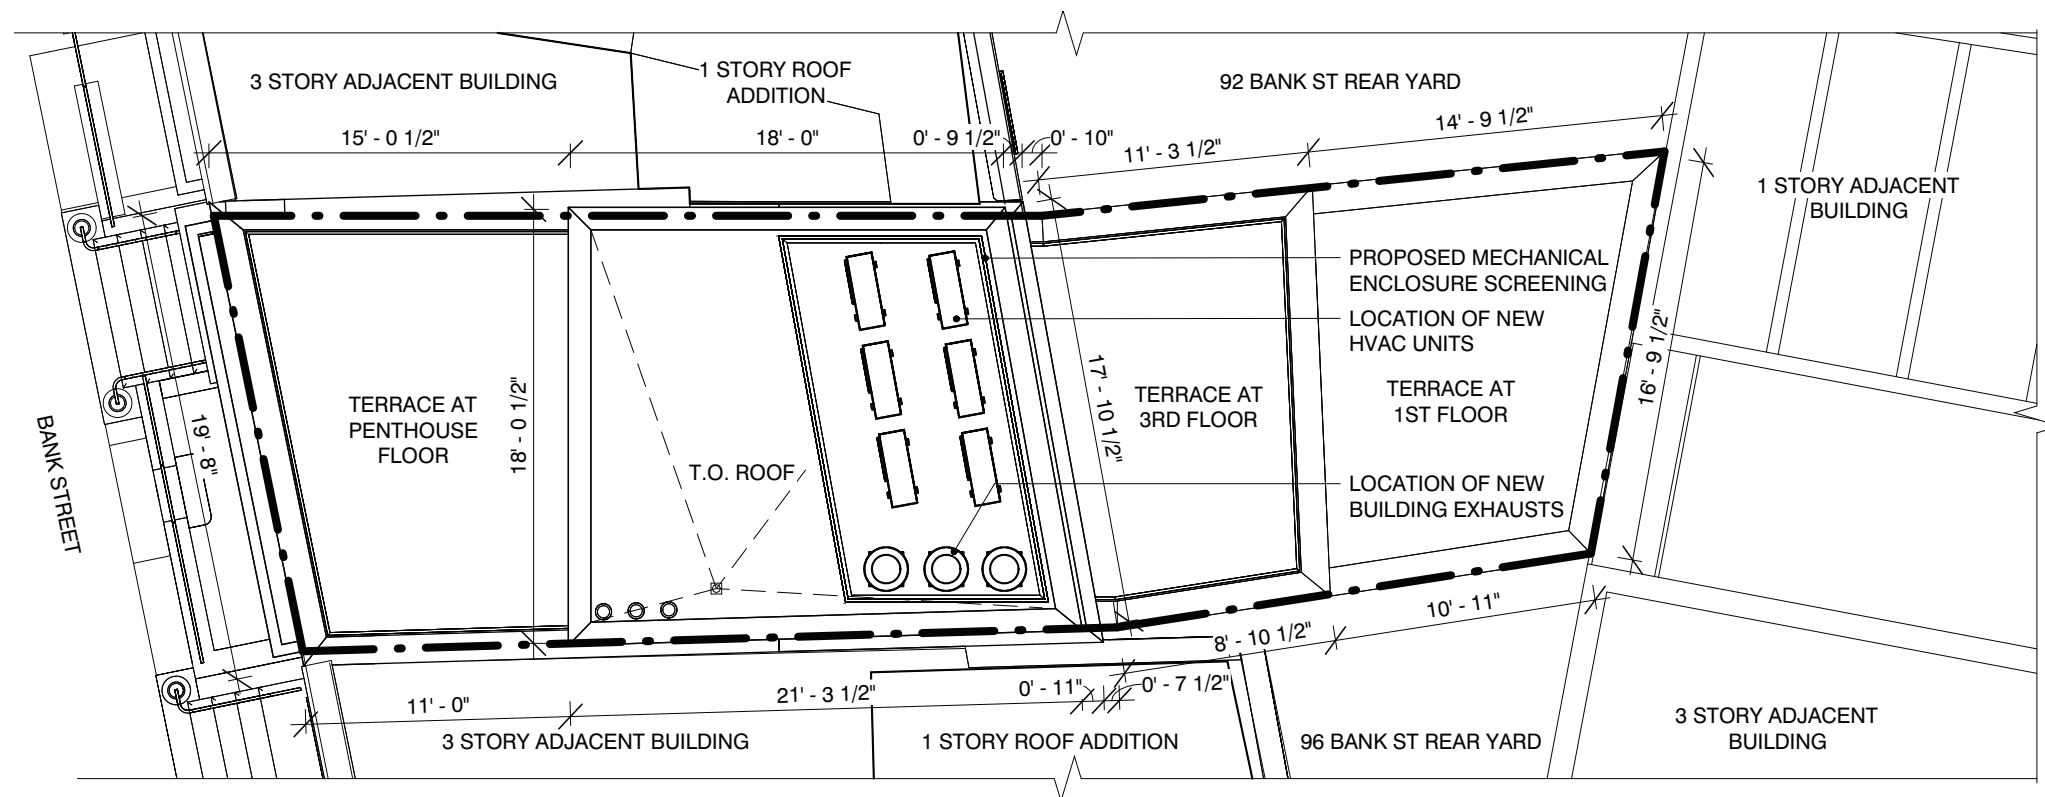 3 STORY ADJACENT BUILDING
1 STORY ROOF
ADDITION
92 BANK ST REAR YARD
15' - 0 1/2"
18' - 0"
0' - 9 1/2"
0' - 10"
11' - 3 1/2"
14' - 9 1/2"
1 STORY ADJACENT
BUILDING
PROPOSED MECHANICAL
ENCLOSURE SCREENING
LOCATION OF NEW
HVAC UNITS
16' - 9 1/2"
BANK STREET
19' - 8"
TERRACE AT
PENTHOUSE
FLOOR
18' - 0 1/2"
T.O. ROOF
17' - 10 1/2"
TERRACE AT
3RD FLOOR
TERRACE AT
1ST FLOOR
LOCATION OF NEW
BUILDING EXHAUSTS
10' - 11"
8' - 10 1/2"
11' - 0"
21' - 3 1/2"
0' - 11"
0' - 7 1/2"
3 STORY ADJACENT BUILDING
1 STORY ROOF ADDITION
96 BANK ST REAR YARD
3 STORY ADJACENT
BUILDING